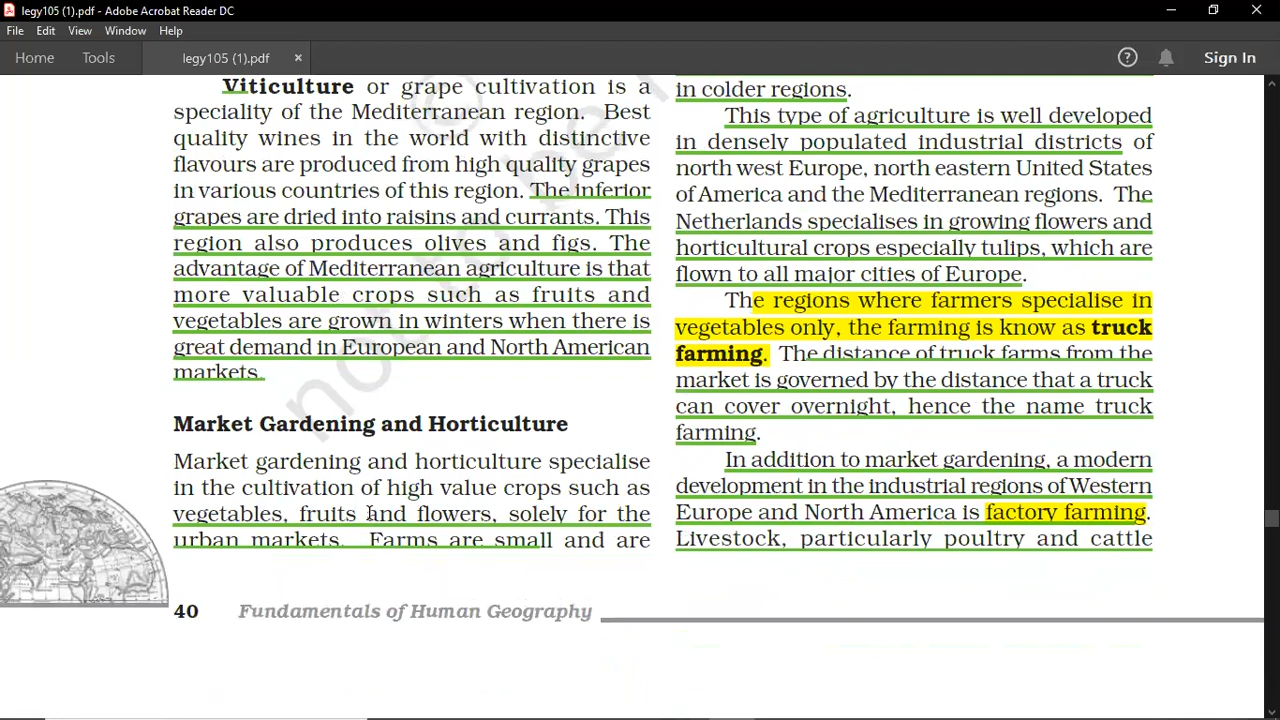 legy105 (1).pdf - Adobe Acrobat Reader DC
File Edit View Window Help
Home Tools legy105 (1).pdf × Sign In
Viticulture or grape cultivation is a
speciality of the Mediterranean region. Best
quality wines in the world with distinctive
flavours are produced from high quality grapes
in various countries of this region. The inferior
grapes are dried into raisins and currants. This
region also produces olives and figs. The
advantage of Mediterranean agriculture is that
more valuable crops such as fruits and
vegetables are grown in winters when there is
great demand in European and North American
markets.
Market Gardening and Horticulture
Market gardening and horticulture specialise
in the cultivation of high value crops such as
vegetables, fruits and flowers, solely for the
urban markets. Farms are small and are
in colder regions.
This type of agriculture is well developed
in densely populated industrial districts of
north west Europe, north eastern United States
of America and the Mediterranean regions. The
Netherlands specialises in growing flowers and
horticultural crops especially tulips, which are
flown to all major cities of Europe.
The regions where farmers specialise in
vegetables only, the farming is know as truck
farming. The distance of truck farms from the
market is governed by the distance that a truck
can cover overnight, hence the name truck
farming.
In addition to market gardening, a modern
development in the industrial regions of Western
Europe and North America is factory farming.
Livestock, particularly poultry and cattle
40 Fundamentals of Human Geography
not to be
©